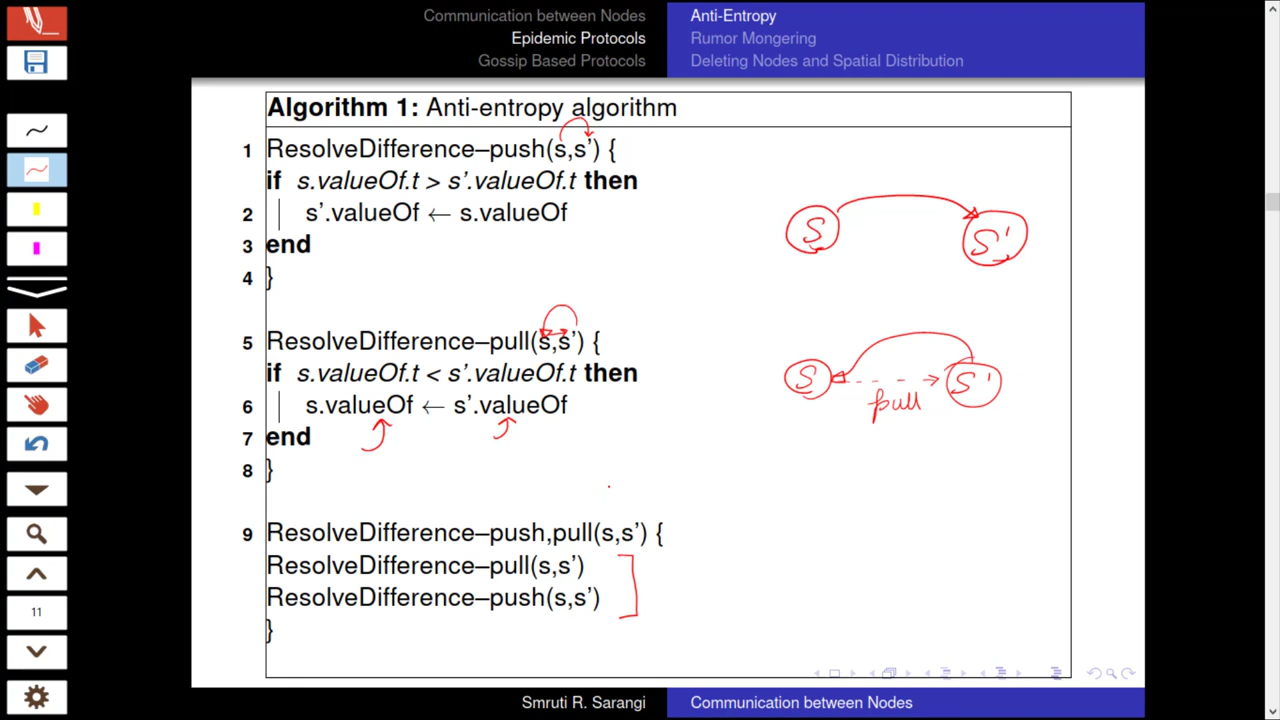 Communication between Nodes
Epidemic Protocols
Gossip Based Protocols
Anti-Entropy
Rumor Mongering
Deleting Nodes and Spatial Distribution
Algorithm 1: Anti-entropy algorithm
1 ResolveDifference–push(s,s’) {
if s.valueOf.t > s’.valueOf.t then
2 s’.valueOf ← s.valueOf
3 end
4 }
S S'
5 ResolveDifference–pull(s,s’) {
if s.valueOf.t < s’.valueOf.t then
6 s.valueOf ← s’.valueOf
7 end
8 }
S S'
pull
9 ResolveDifference–push,pull(s,s’) {
ResolveDifference–pull(s,s’)
ResolveDifference–push(s,s’)
}
11
Smruti R. Sarangi
Communication between Nodes